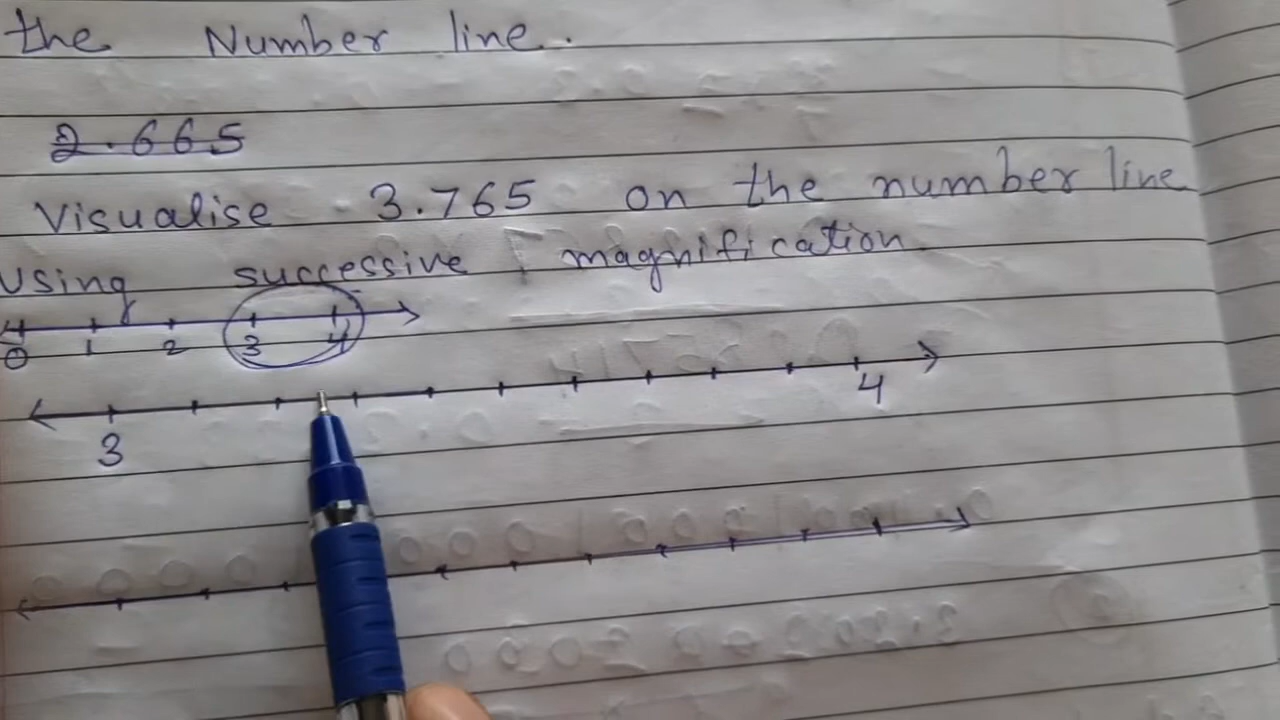 the Number line.
2.665
Visualise 3.765 on the number line
Using successive magnification
0 1 2 3 4
3 4